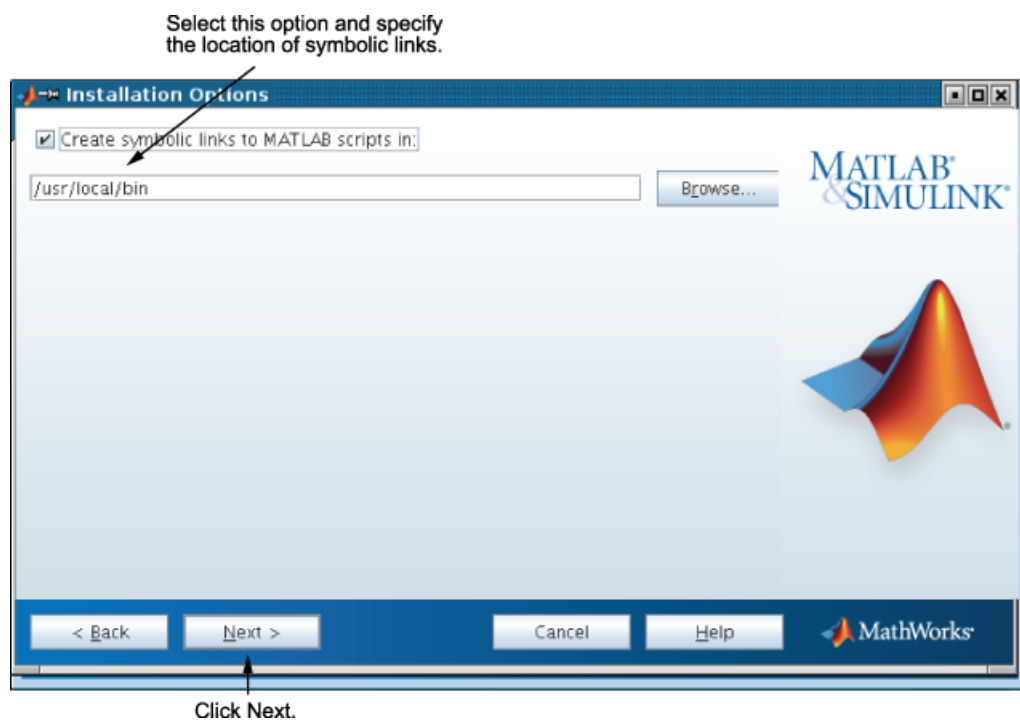 Select this option and specify
the location of symbolic links.
Installation Options
Create symbolic links to MATLAB scripts in:
/usr/local/bin
Browse...
MATLAB®
&SIMULINK®
< Back
Next >
Cancel
Help
MathWorks®
Click Next.